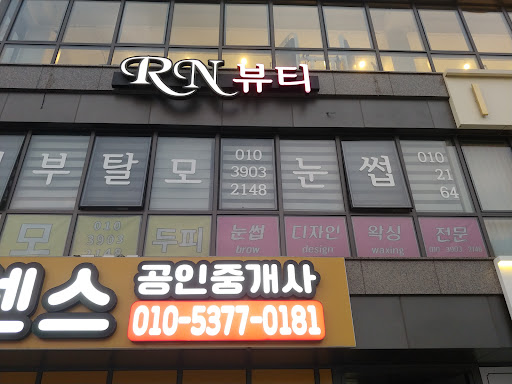 RN 뷰티
부 탈 모 눈 썹
010
3903
2148
010
21
64
모
두피
눈썹
brow
디자인
design
왁싱
waxing
전문
센스
공인중개사
010-5377-0181